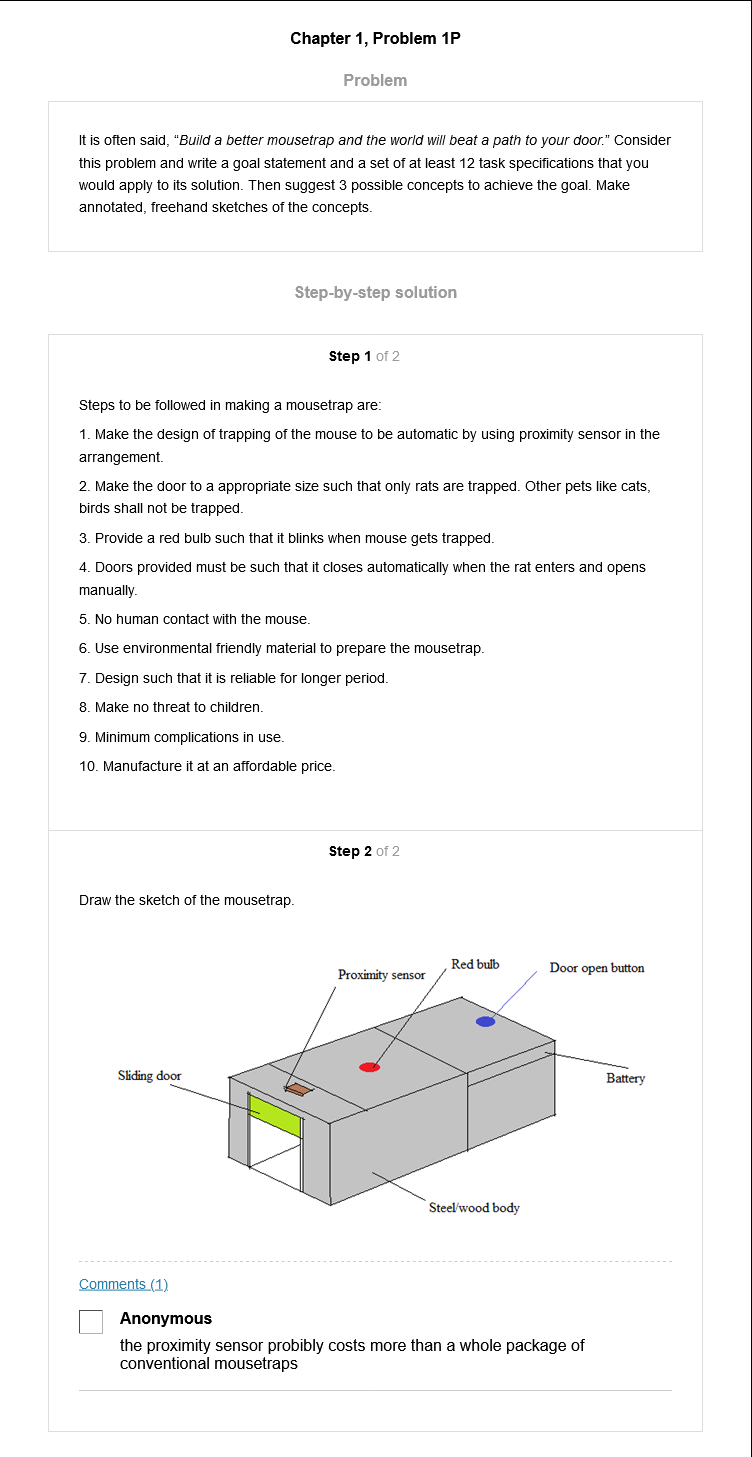 Chapter 1, Problem 1P
Problem
It is often said, “Build a better mousetrap and the world will beat a path to your door.” Consider
this problem and write a goal statement and a set of at least 12 task specifications that you
would apply to its solution. Then suggest 3 possible concepts to achieve the goal. Make
annotated, freehand sketches of the concepts.
Step-by-step solution
Step 1 of 2
Steps to be followed in making a mousetrap are:
1. Make the design of trapping of the mouse to be automatic by using proximity sensor in the
arrangement.
2. Make the door to a appropriate size such that only rats are trapped. Other pets like cats,
birds shall not be trapped.
3. Provide a red bulb such that it blinks when mouse gets trapped.
4. Doors provided must be such that it closes automatically when the rat enters and opens
manually.
5. No human contact with the mouse.
6. Use environmental friendly material to prepare the mousetrap.
7. Design such that it is reliable for longer period.
8. Make no threat to children.
9. Minimum complications in use.
10. Manufacture it at an affordable price.
Step 2 of 2
Draw the sketch of the mousetrap.
Proximity sensor
Red bulb
Door open button
Sliding door
Battery
Steel/wood body
Comments (1)
Anonymous
the proximity sensor probibly costs more than a whole package of
conventional mousetraps